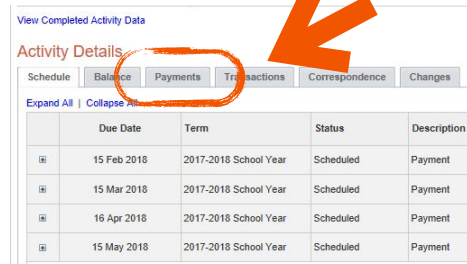 View Completed Activity Data
Activity Details
Schedule Balance Payments Transactions Correspondence Changes
Expand All | Collapse All
Due Date Term Status Description
15 Feb 2018 2017-2018 School Year Scheduled Payment
15 Mar 2018 2017-2018 School Year Scheduled Payment
16 Apr 2018 2017-2018 School Year Scheduled Payment
15 May 2018 2017-2018 School Year Scheduled Payment